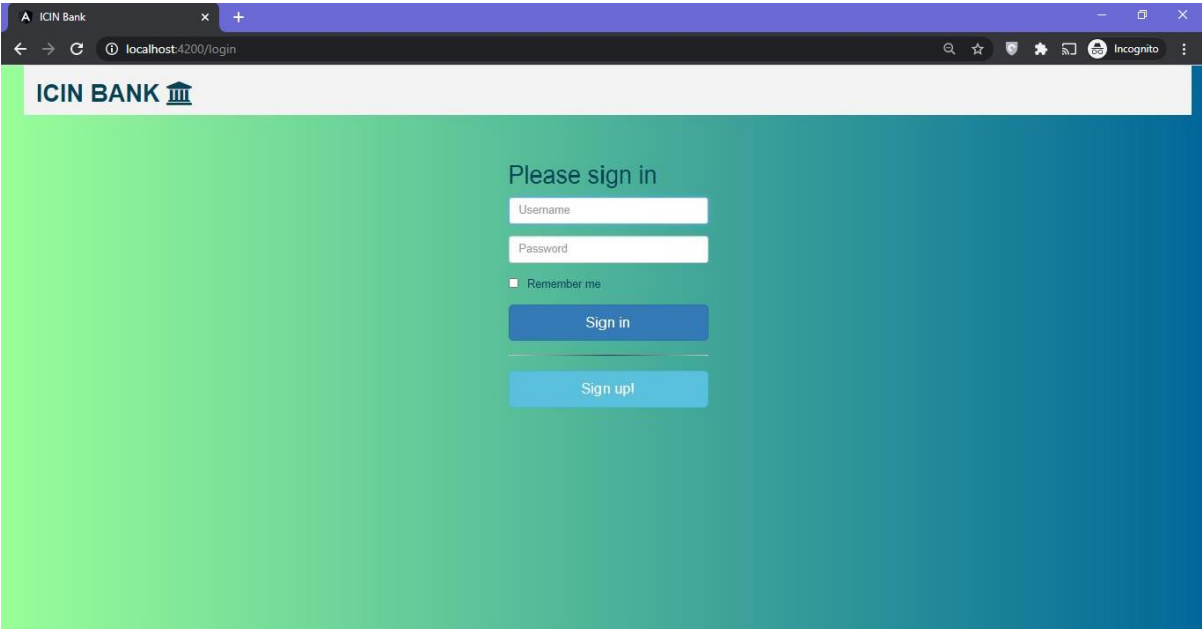 ICIN Bank
localhost:4200/login
Incognito
ICIN BANK
Please sign in
Username
Password
Remember me
Sign in
Sign up!